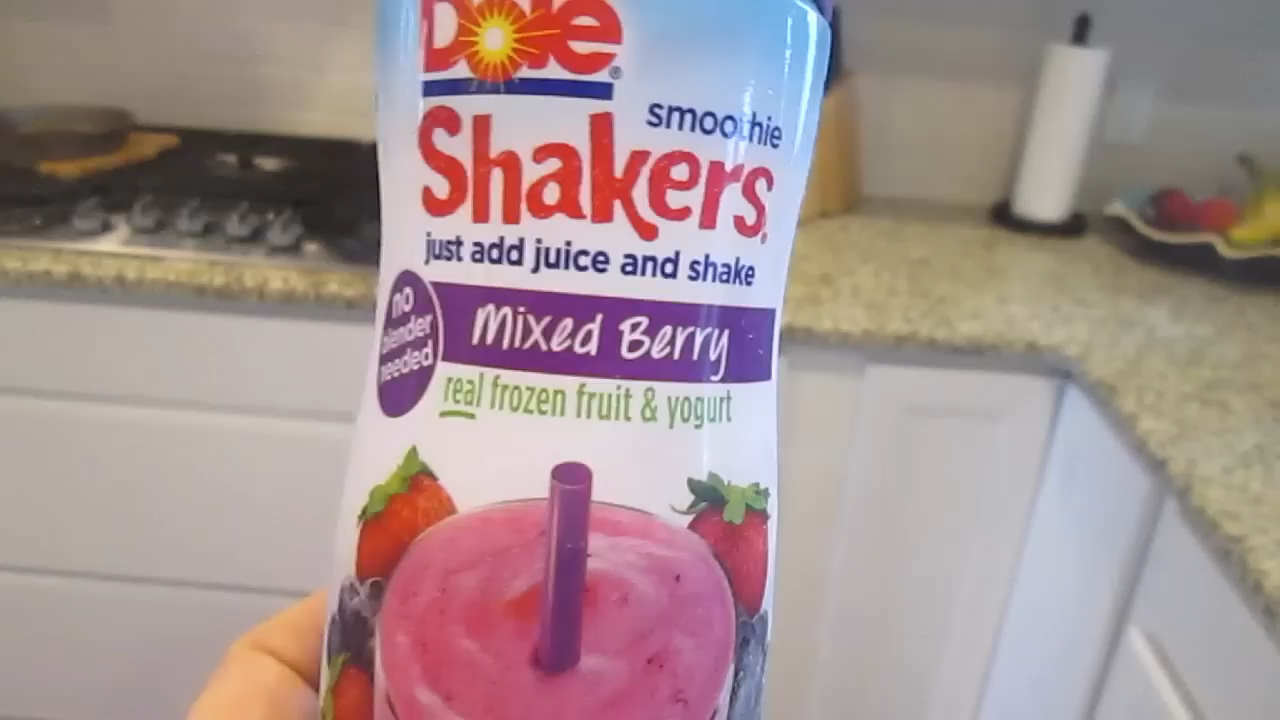 Dole®
smoothie
Shakers®
just add juice and shake
no
blender
needed
Mixed Berry
real frozen fruit & yogurt